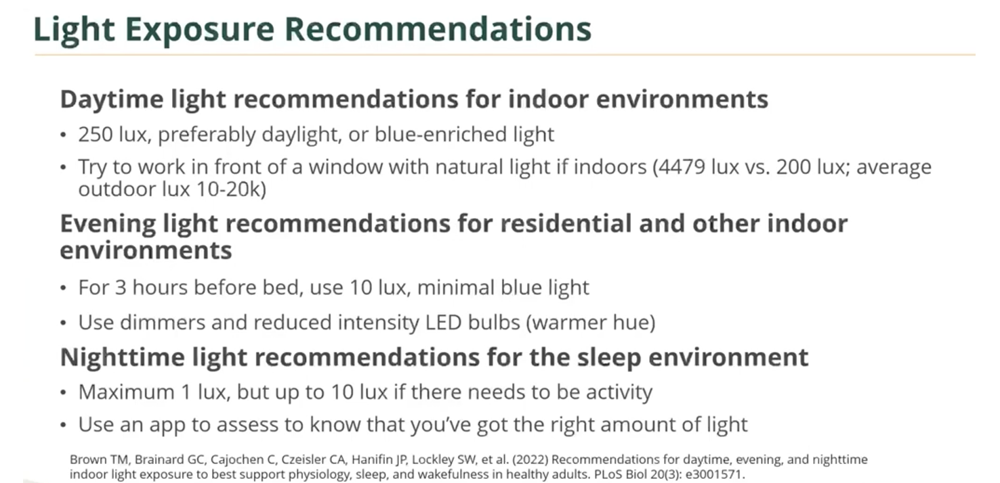 Light Exposure Recommendations
Daytime light recommendations for indoor environments
• 250 lux, preferably daylight, or blue-enriched light
• Try to work in front of a window with natural light if indoors (4479 lux vs. 200 lux; average
outdoor lux 10-20k)
Evening light recommendations for residential and other indoor
environments
• For 3 hours before bed, use 10 lux, minimal blue light
• Use dimmers and reduced intensity LED bulbs (warmer hue)
Nighttime light recommendations for the sleep environment
• Maximum 1 lux, but up to 10 lux if there needs to be activity
• Use an app to assess to know that you’ve got the right amount of light
Brown TM, Brainard GC, Cajochen C, Czeisler CA, Hanifin JP, Lockley SW, et al. (2022) Recommendations for daytime, evening, and nighttime
indoor light exposure to best support physiology, sleep, and wakefulness in healthy adults. PLoS Biol 20(3): e3001571.